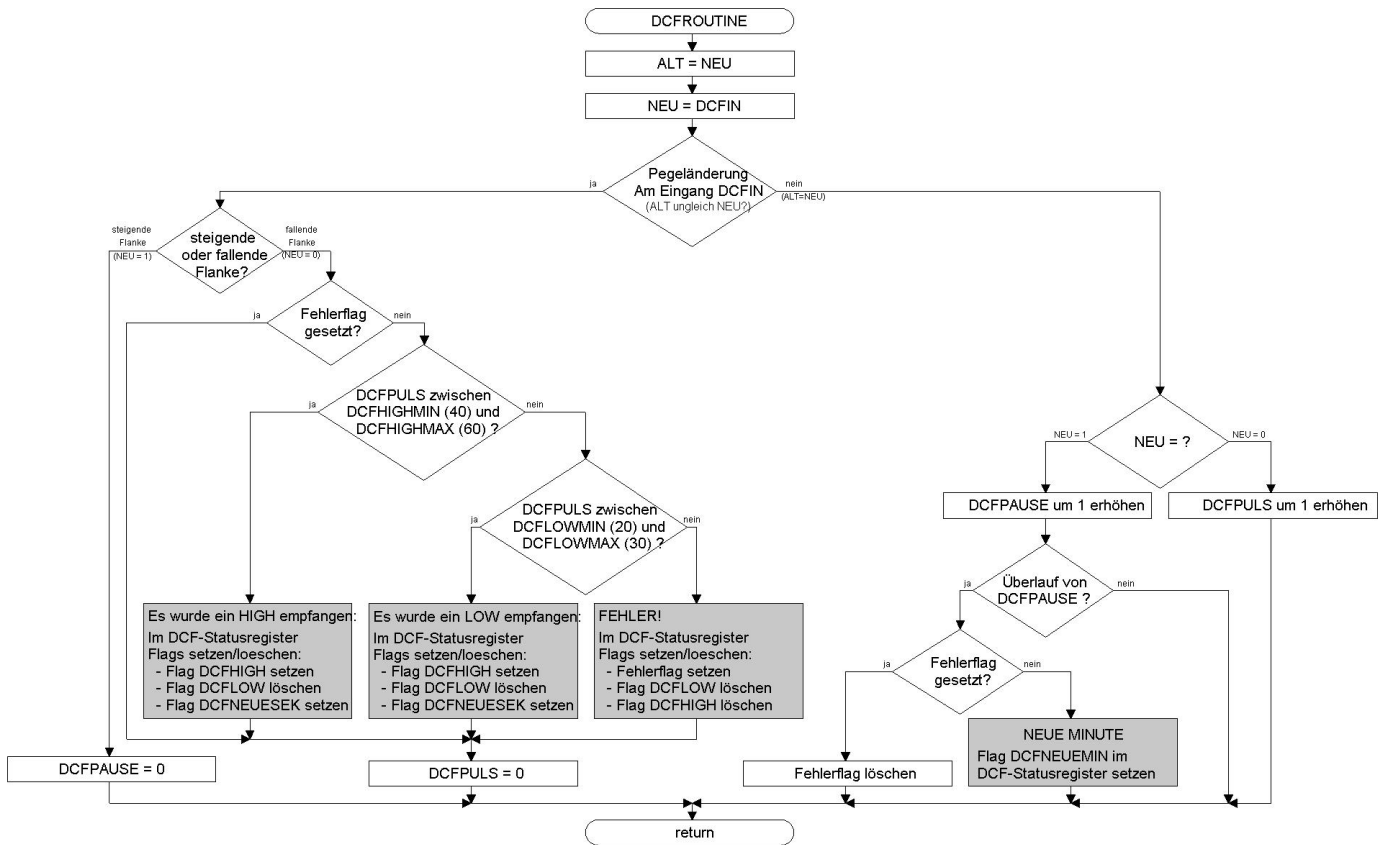 DCFROUTINE
ALT = NEU
NEU = DCFIN
Pegeländerung
Am Eingang DCFIN
(ALT ungleich NEU?)
ja
nein
(ALT=NEU)
steigende
Flanke
(NEU = 1)
steigende
oder fallende
Flanke?
fallende
Flanke
(NEU = 0)
ja
Fehlerflag
gesetzt?
nein
ja
DCFPULS zwischen
DCFHIGHMIN (40) und
DCFHIGHMAX (60) ?
nein
NEU = 1
NEU = ?
NEU = 0
DCFPAUSE um 1 erhöhen
DCFPULS um 1 erhöhen
ja
DCFPULS zwischen
DCFLOWMIN (20) und
DCFLOWMAX (30) ?
nein
ja
Überlauf von
DCFPAUSE ?
nein
Es wurde ein HIGH empfangen:
Im DCF-Statusregister
Flags setzen/loeschen:
- Flag DCFHIGH setzen
- Flag DCFLOW löschen
- Flag DCFNEUESEK setzen
Es wurde ein LOW empfangen:
Im DCF-Statusregister
Flags setzen/loeschen:
- Flag DCFHIGH setzen
- Flag DCFLOW löschen
- Flag DCFNEUESEK setzen
FEHLER!
Im DCF-Statusregister
Flags setzen/loeschen:
- Fehlerflag setzen
- Flag DCFLOW löschen
- Flag DCFHIGH löschen
ja
Fehlerflag
gesetzt?
nein
NEUE MINUTE
Flag DCFNEUEMIN im
DCF-Statusregister setzen
DCFPAUSE = 0
DCFPULS = 0
Fehlerflag löschen
return